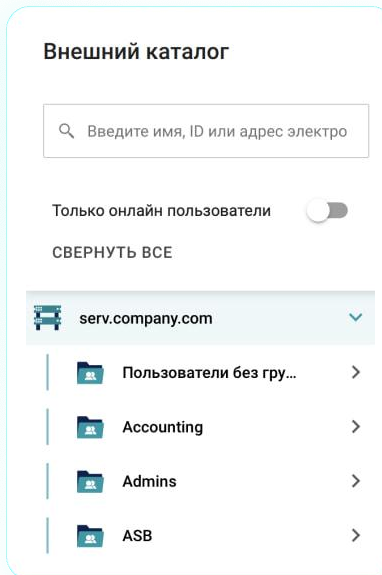 Внешний каталог
Введите имя, ID или адрес электро
Только онлайн пользователи
СВЕРНУТЬ ВСЕ
serv.company.com
Пользователи без гру...
Accounting
Admins
ASB